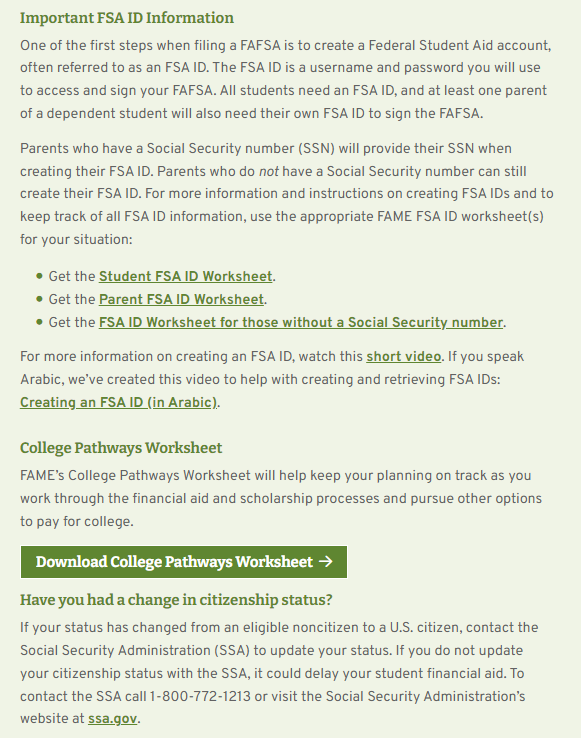 Important FSA ID Information
One of the first steps when filing a FAFSA is to create a Federal Student Aid account,
often referred to as an FSA ID. The FSA ID is a username and password you will use
to access and sign your FAFSA. All students need an FSA ID, and at least one parent
of a dependent student will also need their own FSA ID to sign the FAFSA.
Parents who have a Social Security number (SSN) will provide their SSN when
creating their FSA ID. Parents who do not have a Social Security number can still
create their FSA ID. For more information and instructions on creating FSA IDs and to
keep track of all FSA ID information, use the appropriate FAME FSA ID worksheet(s)
for your situation:
• Get the Student FSA ID Worksheet.
• Get the Parent FSA ID Worksheet.
• Get the FSA ID Worksheet for those without a Social Security number.
For more information on creating an FSA ID, watch this short video. If you speak
Arabic, we've created this video to help with creating and retrieving FSA IDs:
Creating an FSA ID (in Arabic).
College Pathways Worksheet
FAME's College Pathways Worksheet will help keep your planning on track as you
work through the financial aid and scholarship processes and pursue other options
to pay for college.
Download College Pathways Worksheet →
Have you had a change in citizenship status?
If your status has changed from an eligible noncitizen to a U.S. citizen, contact the
Social Security Administration (SSA) to update your status. If you do not update
your citizenship status with the SSA, it could delay your student financial aid. To
contact the SSA call 1-800-772-1213 or visit the Social Security Administration's
website at ssa.gov.